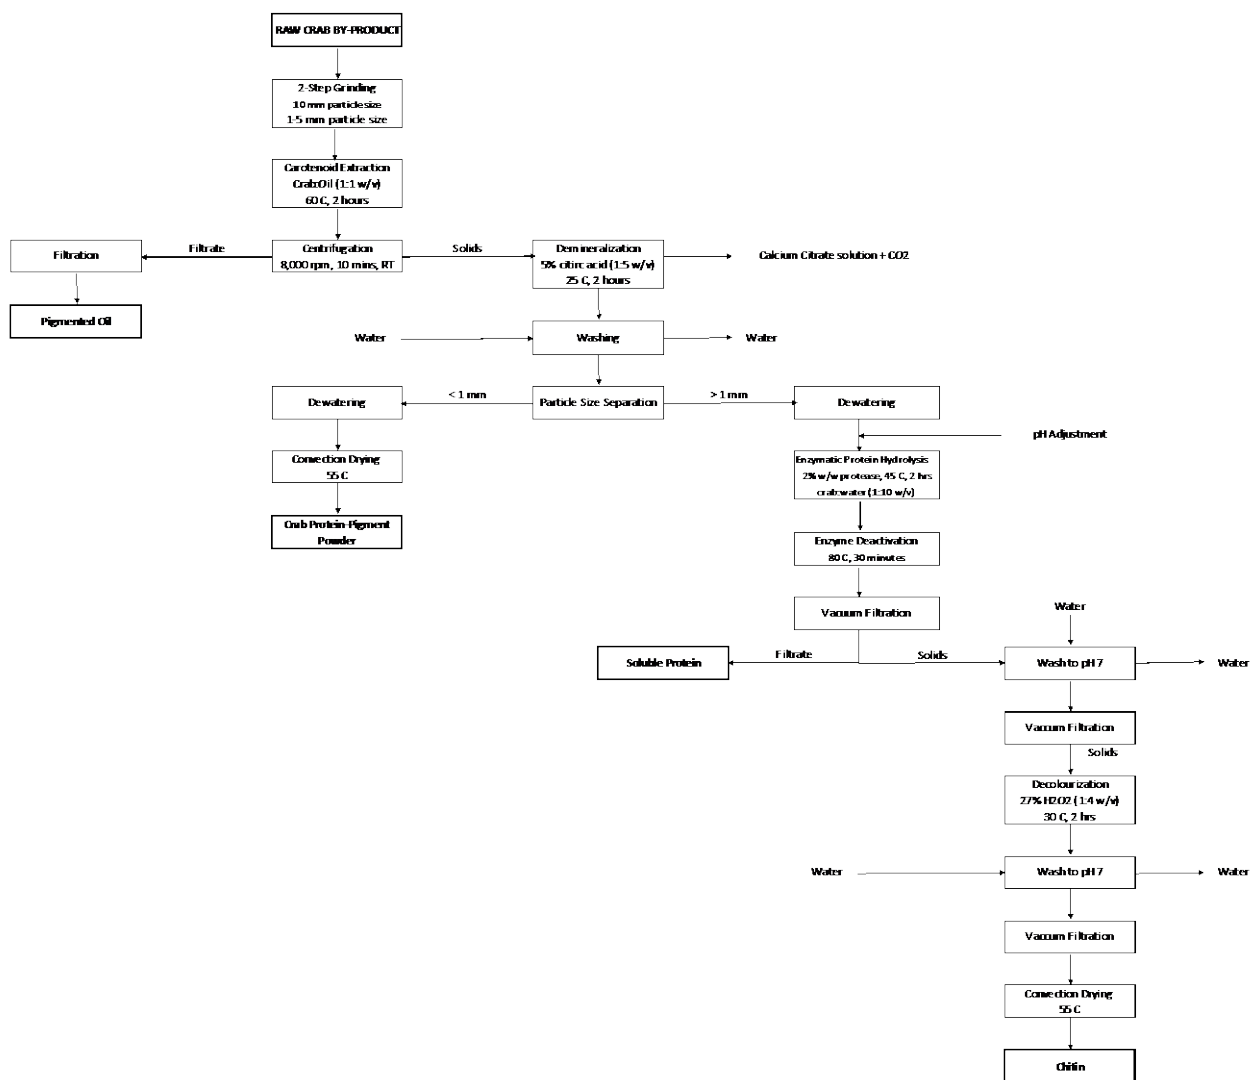 RAW CRAB BY-PRODUCT
2-Step Grinding
10 mm particle size
1-5 mm particle size
Carotenoid Extraction
Crab:Oil (1:1 w/v)
60 C, 2 hours
Filtration
Filtrate
Centrifugation
8,000 rpm, 10 mins, RT
Solids
Demineralization
5% citirc acid (1:5 w/v)
25 C, 2 hours
Calcium Citrate solution + CO2
Pigmented Oil
Water
Washing
Water
Dewatering
< 1 mm
Particle Size Separation
> 1 mm
Dewatering
pH Adjustment
Convection Drying
55 C
Enzymatic Protein Hydrolysis
2% w/w protease, 45 C, 2 hrs
crab:water (1:10 w/v)
Crab Protein-Pigment
Powder
Enzyme Deactivation
80 C, 30 minutes
Vacuum Filtration
Water
Soluble Protein
Filtrate
Solids
Wash to pH 7
Water
Vaccum Filtration
Solids
Decolourization
27% H2O2 (1:4 w/v)
30 C, 2 hrs
Water
Wash to pH 7
Water
Vaccum Filtration
Convection Drying
55 C
Chitin